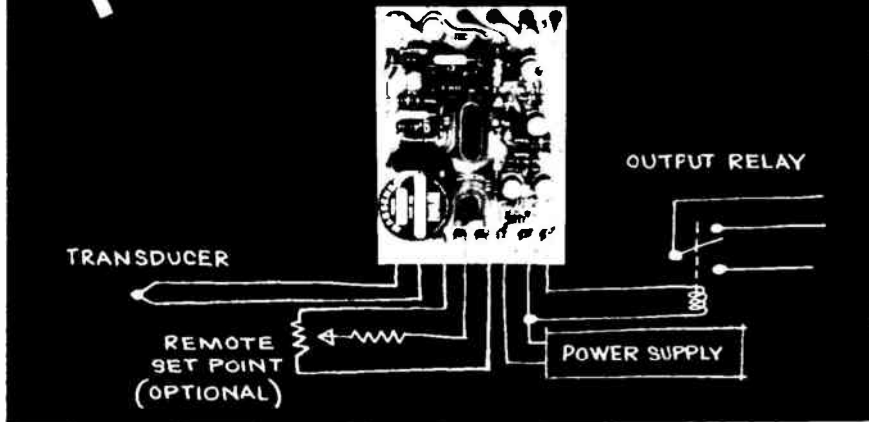 OUTPUT RELAY
TRANSDUCER
REMOTE
SET POINT
(OPTIONAL)
POWER SUPPLY